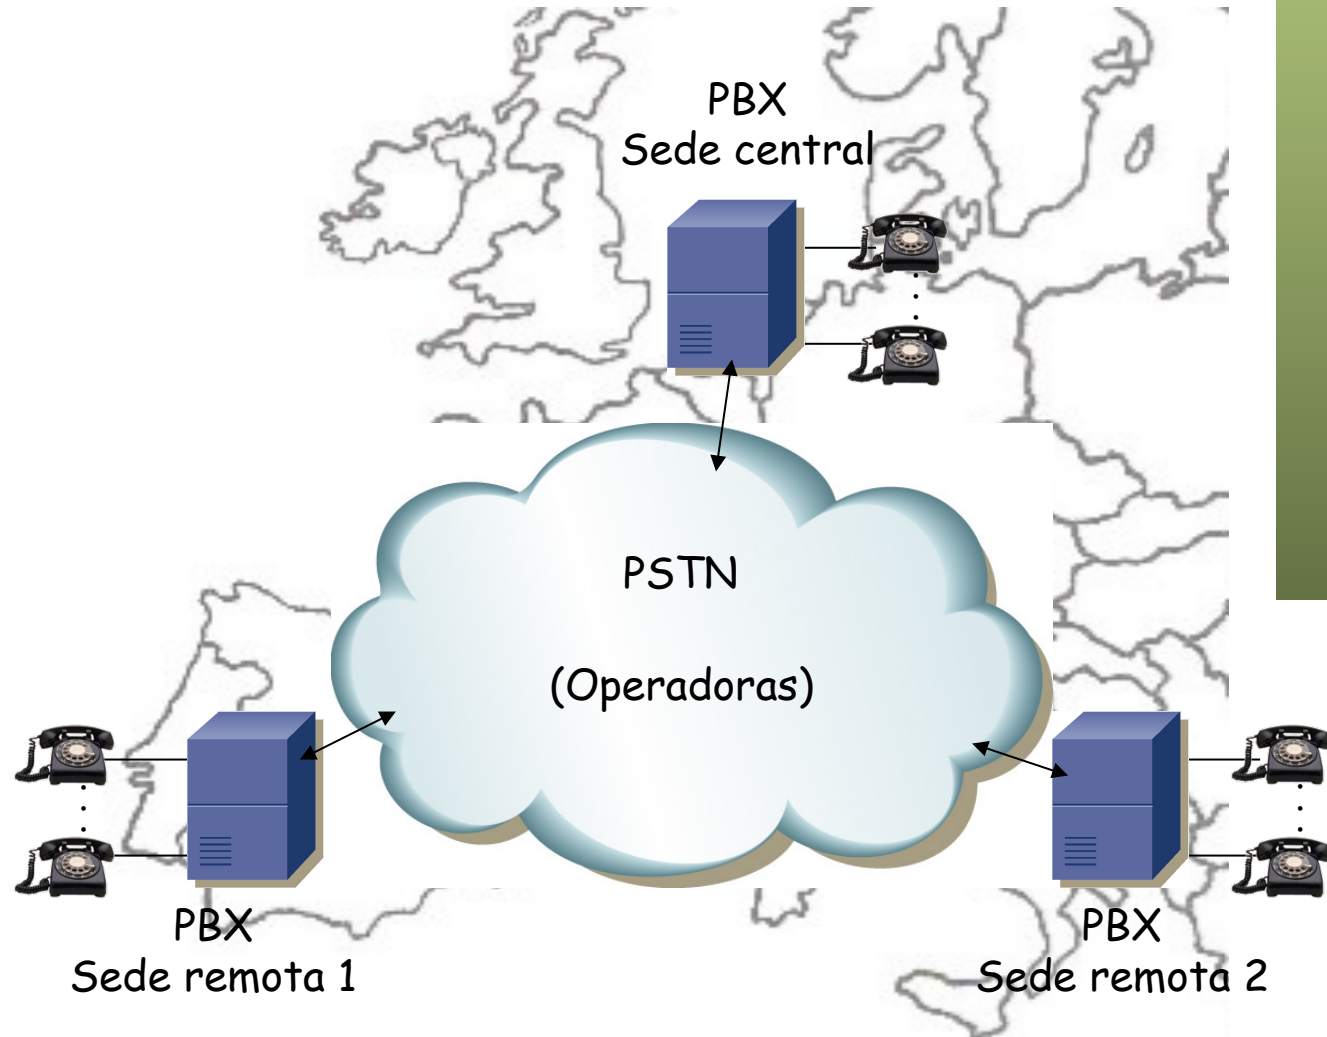 PBX
Sede central
PSTN
(Operadoras)
PBX
Sede remota 1
PBX
Sede remota 2